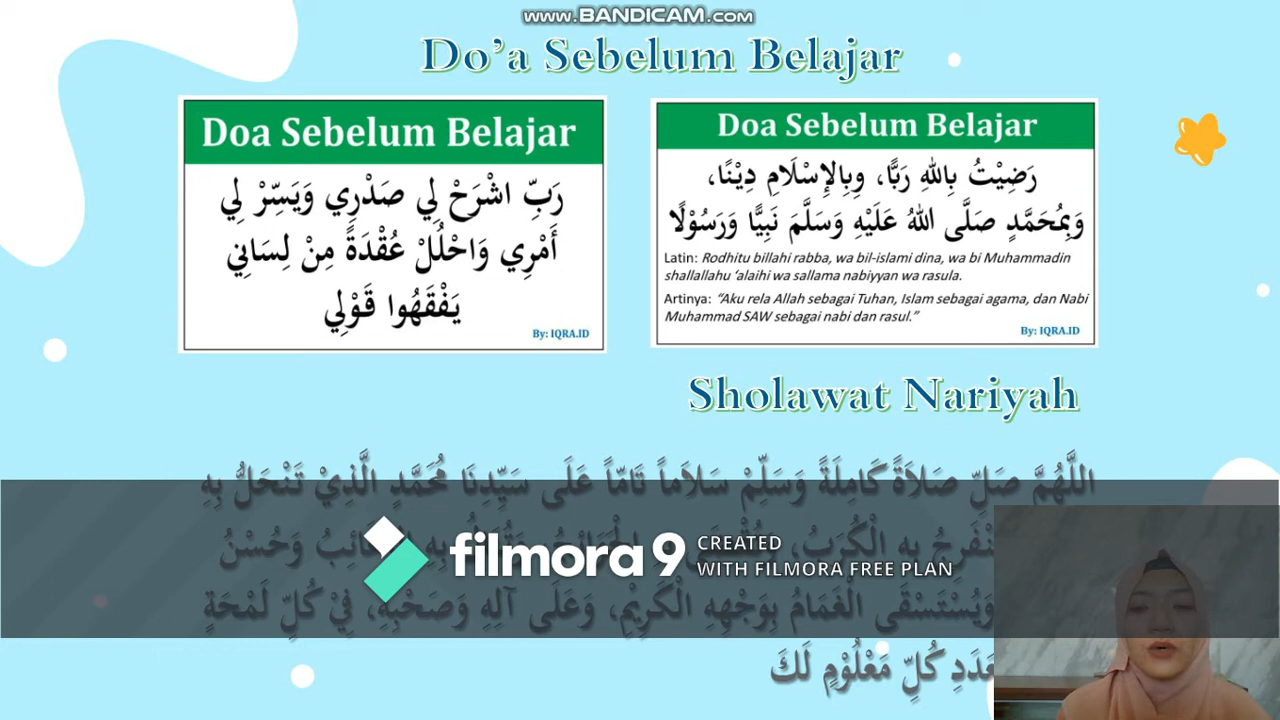 www.BANDICAM.com
Do'a Sebelum Belajar
Doa Sebelum Belajar
رَبِّ اشْرَحْ لِي صَدْرِي وَيَسِّرْ لِي
أَمْرِي وَاحْلُلْ عُقْدَةً مِنْ لِسَانِي
يَفْقَهُوا قَوْلِي
By: IQRA.ID
Doa Sebelum Belajar
رَضِيْتُ بِاللهِ رَبًّا، وَبِالإِسْلَامِ دِيْنًا،
وَبِمُحَمَّدٍ صَلَّى اللهُ عَلَيْهِ وَسَلَّمَ نَبِيًّا وَرَسُوْلًا
Latin: Rodhitu billahi rabba, wa bil-islami dina, wa bi Muhammadin
shallallahu ‘alaihi wa sallama nabiyyan wa rasula.
Artinya: “Aku rela Allah sebagai Tuhan, Islam sebagai agama, dan Nabi
Muhammad SAW sebagai nabi dan rasul.”
By: IQRA.ID
Sholawat Nariyah
اللَّهُمَّ صَلِّ صَلاَةً كَامِلَةً وَسَلِّمْ سَلاَماً تَامّاً عَلَى سَيِّدِنَا مُحَمَّدٍ الَّذِيْ تَنْحَلُّ بِهِ
بِهِ الْكُرَبُ، وَحُسْنُ
وَيُسْتَسْقَى الْغَمَامُ بِوَجْهِهِ الْكَرِيْمِ، وَعَلَى آلِهِ وَصَحْبِهِ، فِيْ كُلِّ لَمْحَةٍ
كُلِّ مَعْلُوْمٍ لَكَ
filmora 9
CREATED
WITH FILMORA FREE PLAN